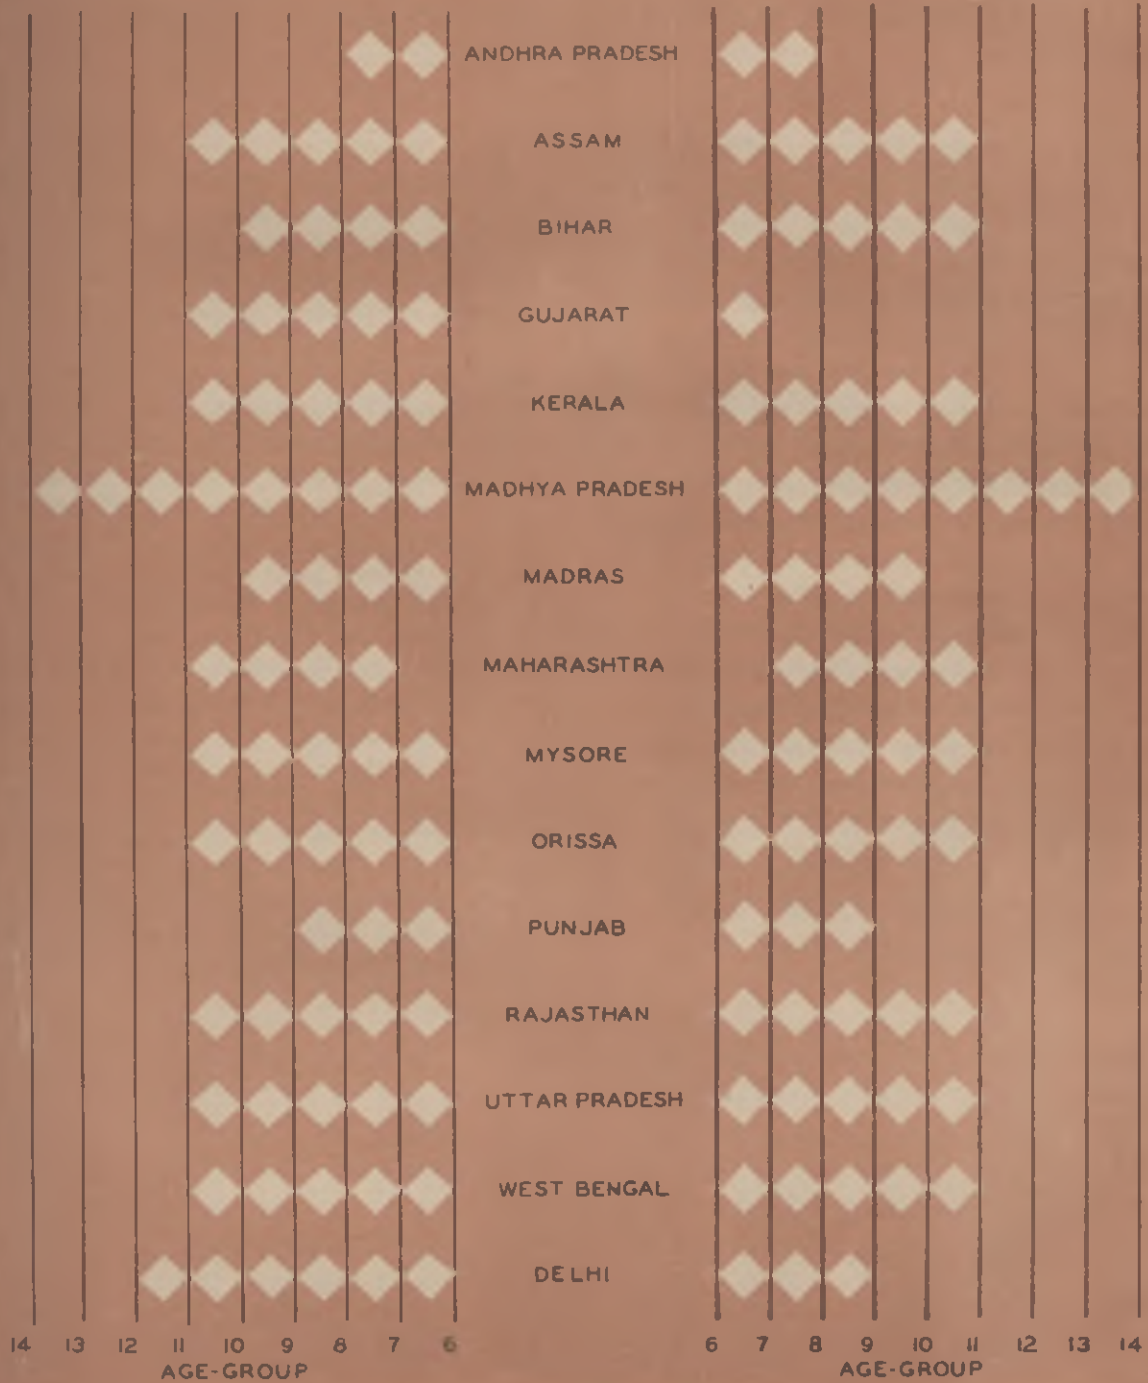 ANDHRA PRADESH
ASSAM
BIHAR
GUJARAT
KERALA
MADHYA PRADESH
MADRAS
MAHARASHTRA
MYSORE
ORISSA
PUNJAB
RAJASTHAN
UTTAR PRADESH
WEST BENGAL
DELHI
14 13 12 11 10 9 8 7 6 6 7 8 9 10 11 12 13 14
AGE-GROUP AGE-GROUP